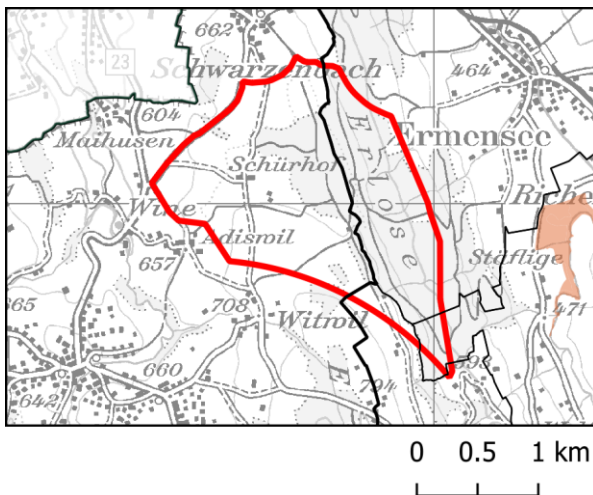 662
23
Schwarzenbach
464
604
Maihusen
Ermensee
Erlose
Schürhof
Riche
Wine
Adiswil
657
Stäflige
708
471
665
Witroll
E
660
794
642
0 0.5 1 km